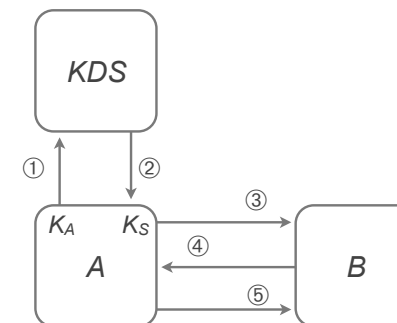 KDS
① ②
K_A K_S ③
A ④ B
⑤